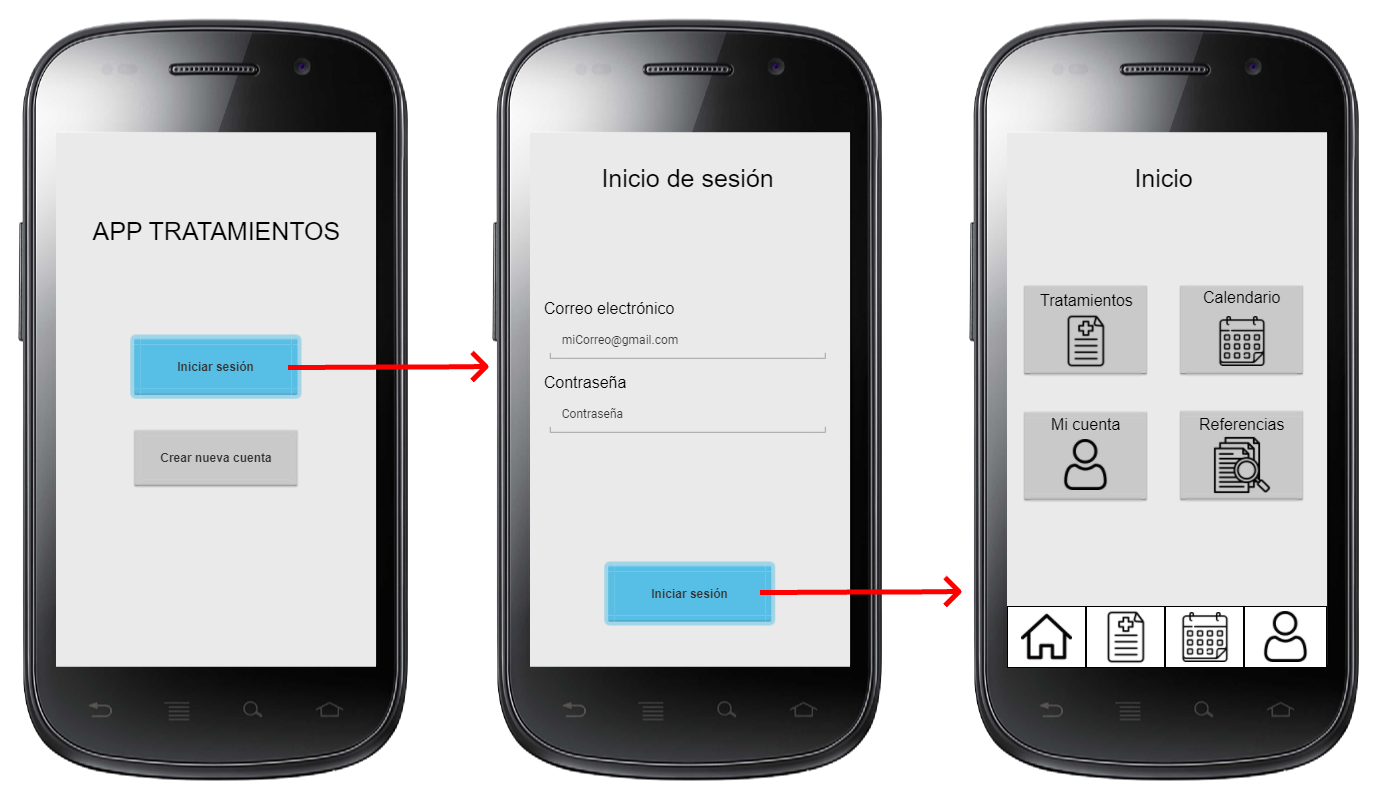 APP TRATAMIENTOS
Iniciar sesión
Crear nueva cuenta
Inicio de sesión
Correo electrónico
miCorreo@gmail.com
Contraseña
Contraseña
Iniciar sesión
Inicio
Tratamientos
Calendario
Mi cuenta
Referencias